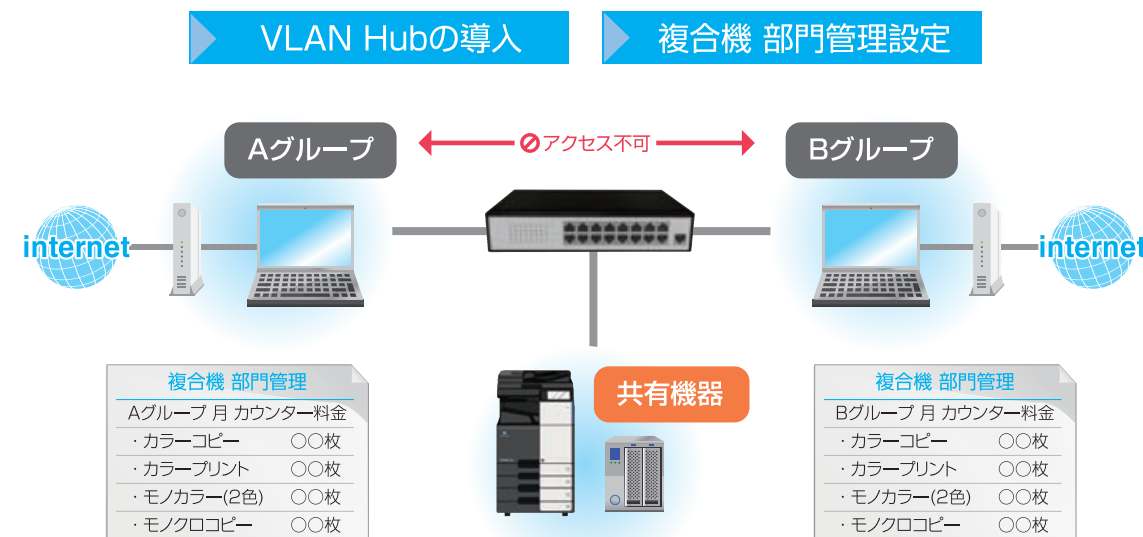 VLAN Hubの導入
複合機 部門管理設定
Aグループ
アクセス不可
Bグループ
internet
internet
複合機 部門管理
Aグループ 月 カウンター料金
・カラーコピー ○○枚
・カラープリント ○○枚
・モノカラー(2色) ○○枚
・モノクロコピー ○○枚
共有機器
複合機 部門管理
Bグループ 月 カウンター料金
・カラーコピー ○○枚
・カラープリント ○○枚
・モノカラー(2色) ○○枚
・モノクロコピー ○○枚